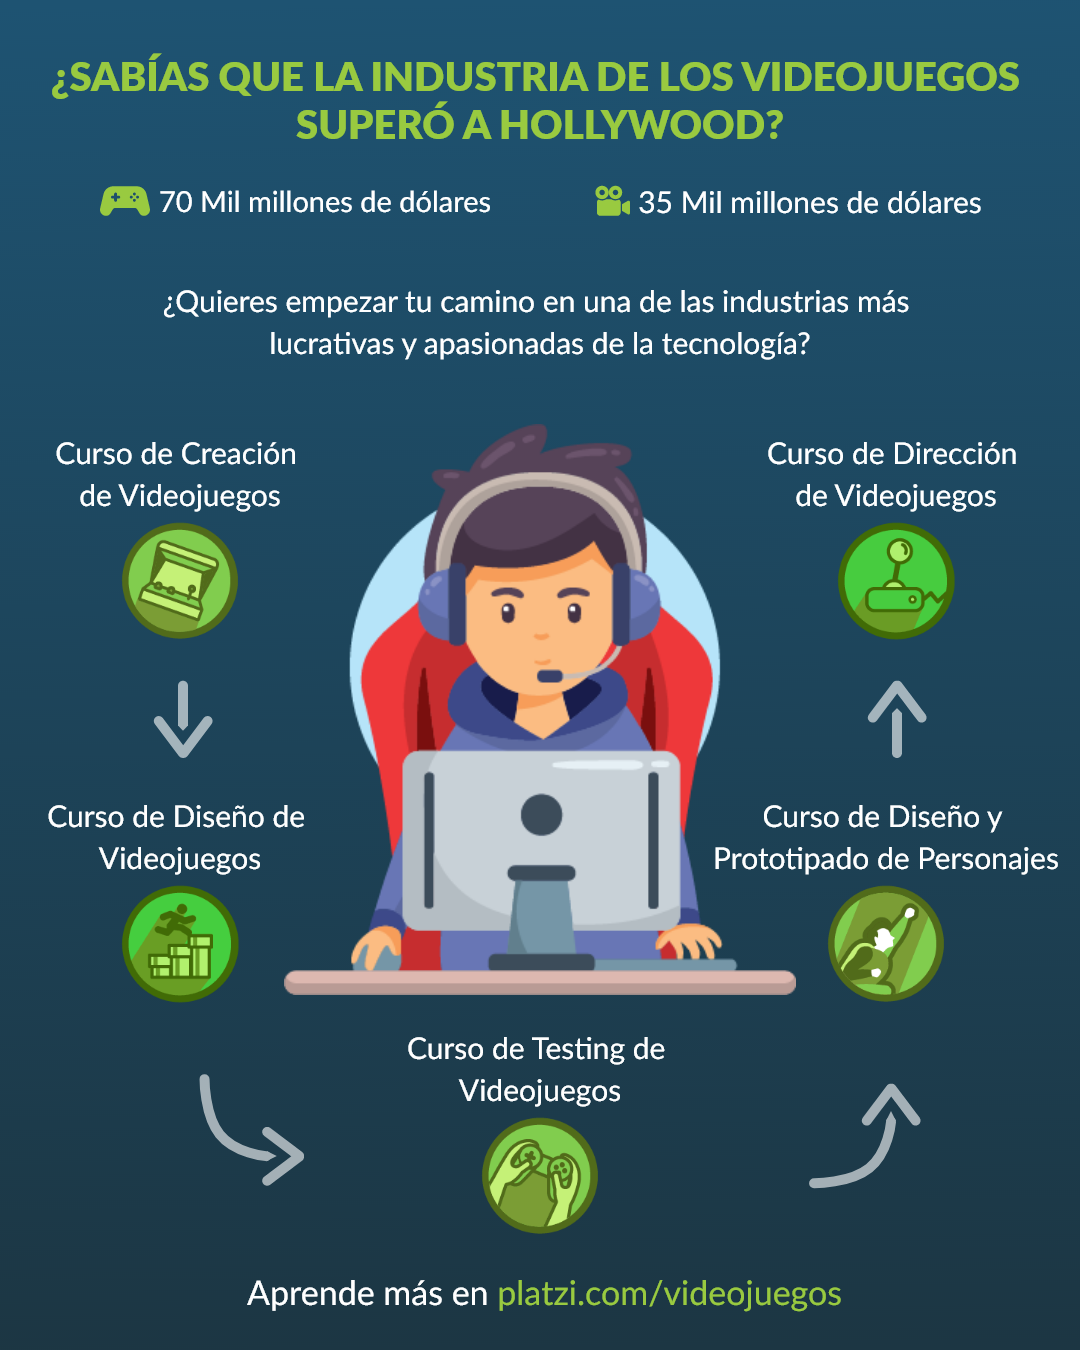 ¿SABÍAS QUE LA INDUSTRIA DE LOS VIDEOJUEGOS
SUPERÓ A HOLLYWOOD?
70 Mil millones de dólares
35 Mil millones de dólares
¿Quieres empezar tu camino en una de las industrias más
lucrativas y apasionadas de la tecnología?
Curso de Creación
de Videojuegos
Curso de Diseño de
Videojuegos
Curso de Testing de
Videojuegos
Curso de Diseño y
Prototipado de Personajes
Curso de Dirección
de Videojuegos
Aprende más en platzi.com/videojuegos